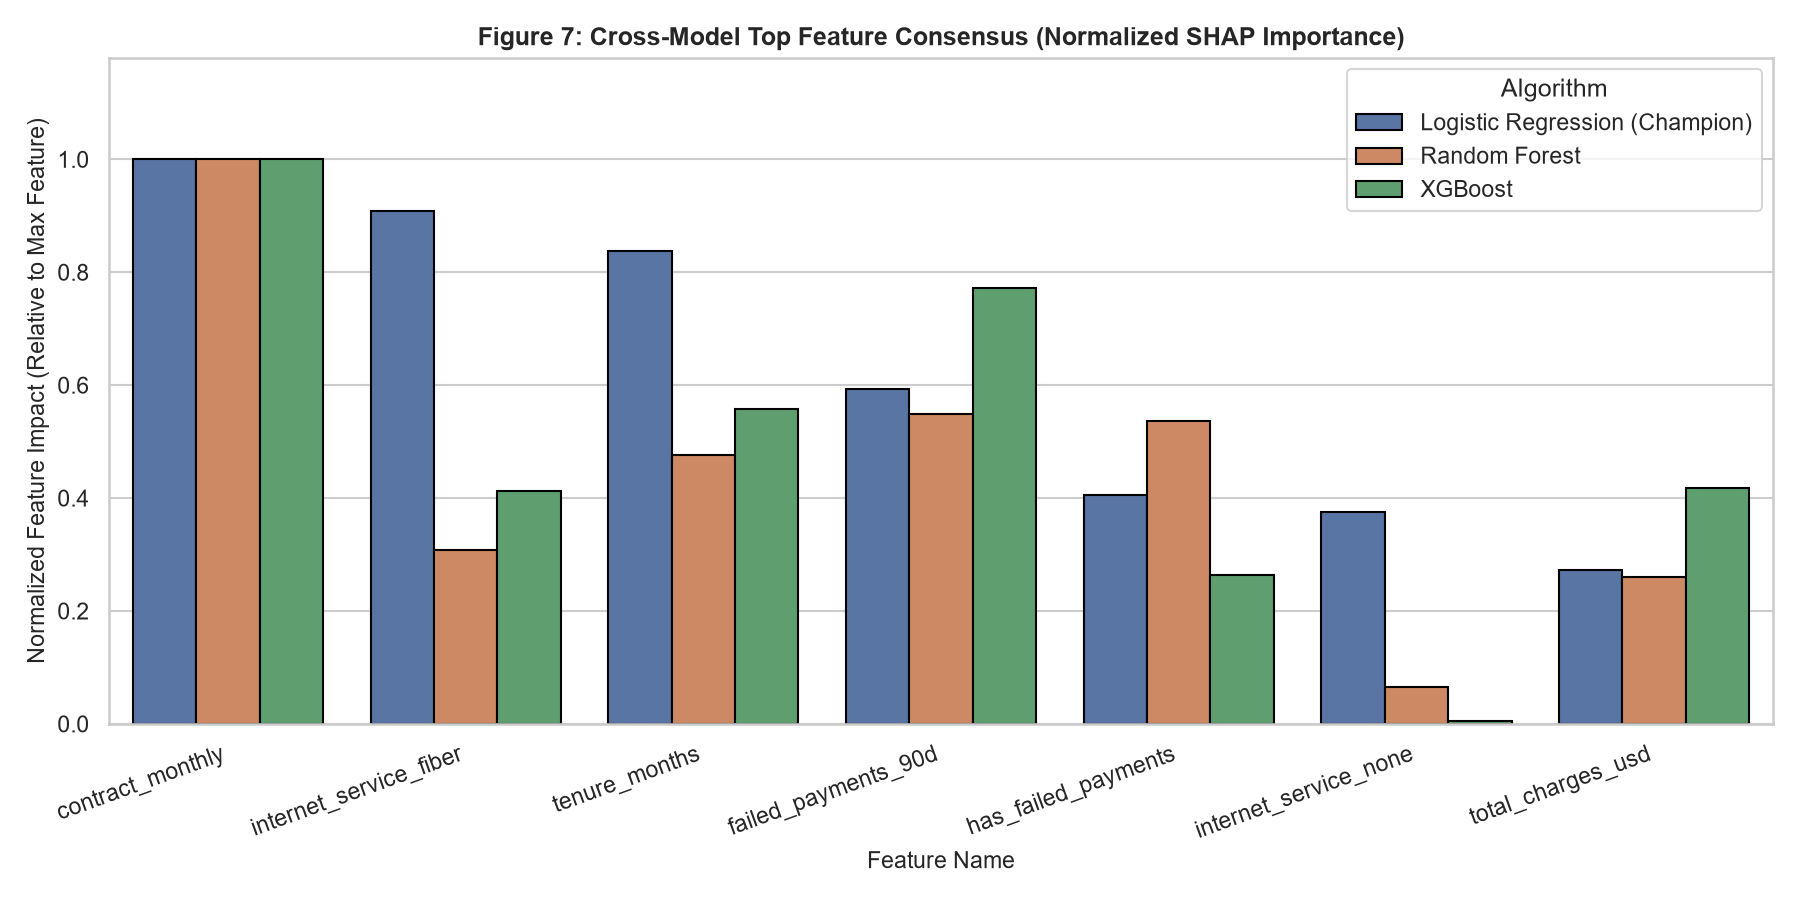 Figure 7: Cross-Model Top Feature Consensus (Normalized SHAP Importance)
Normalized Feature Impact (Relative to Max Feature)
1.0
0.8
0.6
0.4
0.2
0.0
Algorithm
Logistic Regression (Champion)
Random Forest
XGBoost
contract_monthly
internet_service_fiber
tenure_months
failed_payments_90d
has_failed_payments
internet_service_none
total_charges_usd
Feature Name